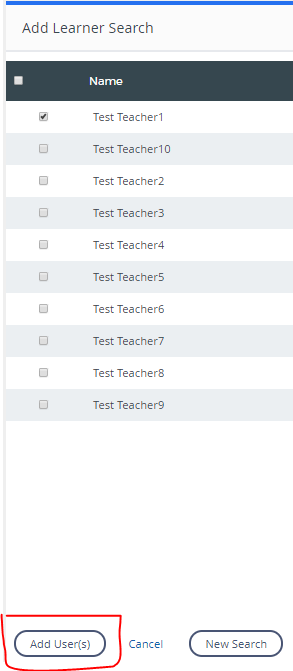 Add Learner Search
Name
Test Teacher1
Test Teacher10
Test Teacher2
Test Teacher3
Test Teacher4
Test Teacher5
Test Teacher6
Test Teacher7
Test Teacher8
Test Teacher9
Add User(s) Cancel New Search